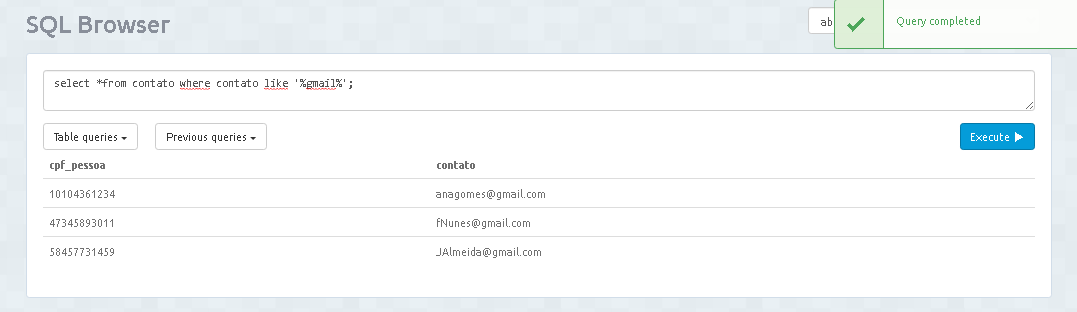 SQL Browser
ab
Query completed
select *from contato where contato like '%gmail%';
Table queries
Previous queries
Execute
cpf_pessoa contato
10104361234 anagomes@gmail.com
47345893011 fNunes@gmail.com
58457731459 JAlmeida@gmail.com